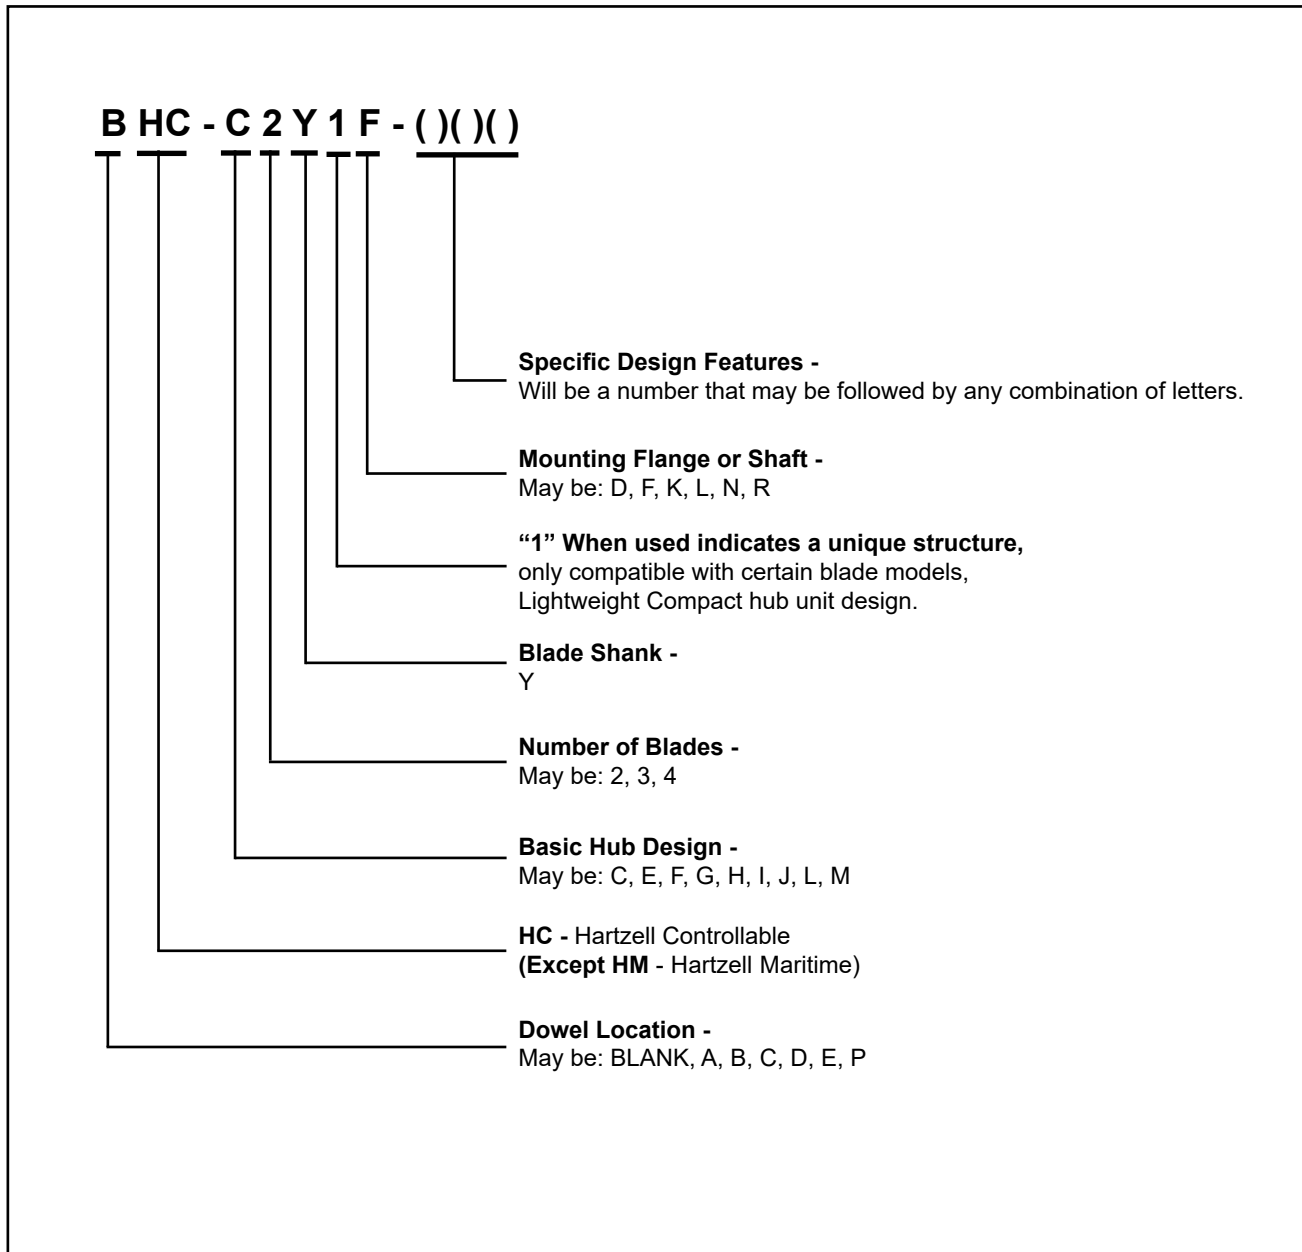 B HC - C 2 Y 1 F - ( )( )( )
Specific Design Features -
Will be a number that may be followed by any combination of letters.
Mounting Flange or Shaft -
May be: D, F, K, L, N, R
“1” When used indicates a unique structure,
only compatible with certain blade models,
Lightweight Compact hub unit design.
Blade Shank -
Y
Number of Blades -
May be: 2, 3, 4
Basic Hub Design -
May be: C, E, F, G, H, I, J, L, M
HC - Hartzell Controllable
(Except HM - Hartzell Maritime)
Dowel Location -
May be: BLANK, A, B, C, D, E, P